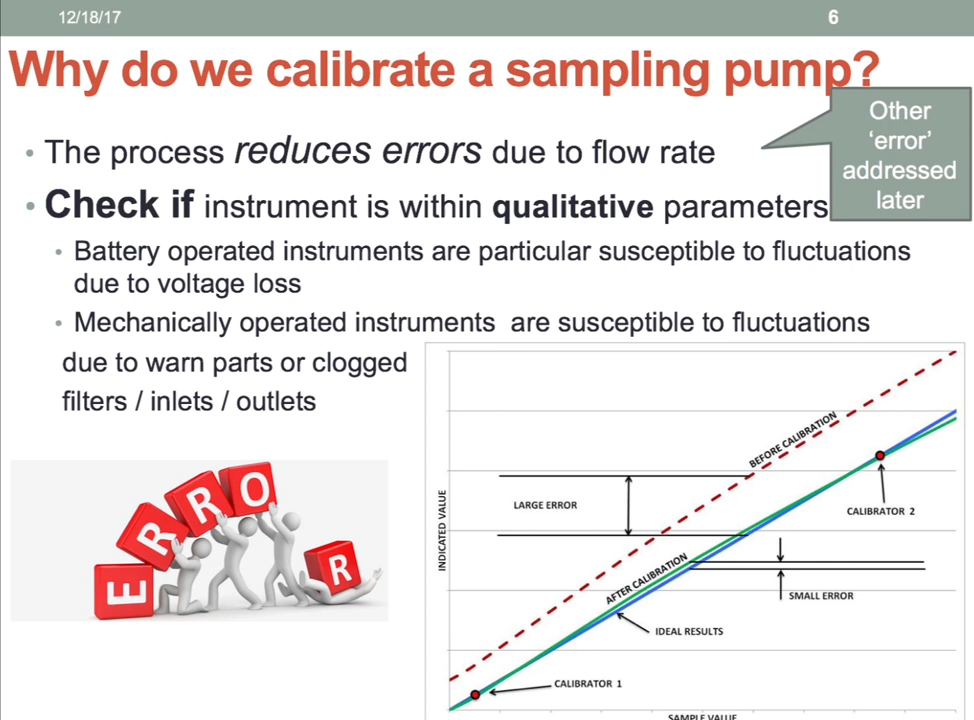 12/18/17
6
Why do we calibrate a sampling pump?
Other
‘error’
addressed
later
• The process reduces errors due to flow rate
• Check if instrument is within qualitative parameters
• Battery operated instruments are particular susceptible to fluctuations
due to voltage loss
• Mechanically operated instruments are susceptible to fluctuations
due to warn parts or clogged
filters / inlets / outlets
ERROR
INDICATED VALUE
BEFORE CALIBRATION
LARGE ERROR
CALIBRATOR 2
AFTER CALIBRATION
SMALL ERROR
IDEAL RESULTS
CALIBRATOR 1
SAMPLE VALUE